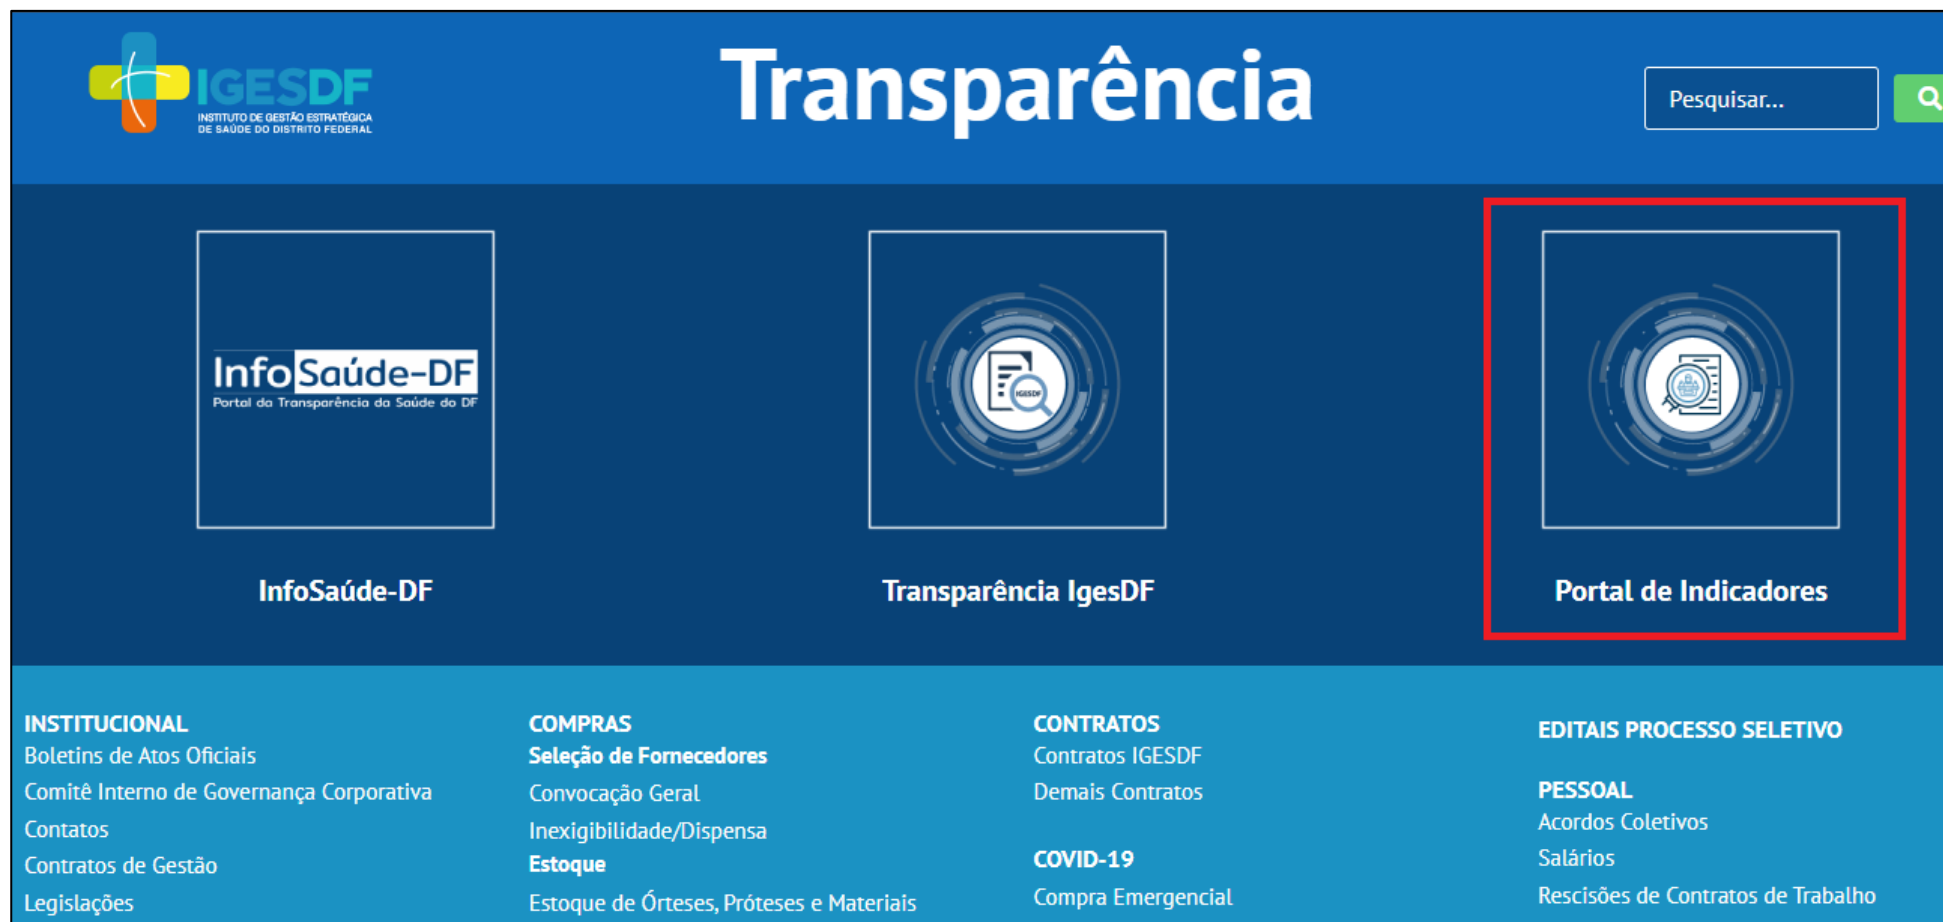 IGESDF
INSTITUTO DE GESTÃO ESTRATÉGICA
DE SAÚDE DO DISTRITO FEDERAL
Transparência
Pesquisar...
InfoSaúde-DF
Portal da Transparência da Saúde do DF
IGESDF
InfoSaúde-DF
Transparência IgesDF
Portal de Indicadores
INSTITUCIONAL
Boletins de Atos Oficiais
Comitê Interno de Governança Corporativa
Contatos
Contratos de Gestão
Legislações
COMPRAS
Seleção de Fornecedores
Convocação Geral
Inexigibilidade/Dispensa
Estoque
Estoque de Órteses, Próteses e Materiais
CONTRATOS
Contratos IGESDF
Demais Contratos
COVID-19
Compra Emergencial
EDITAIS PROCESSO SELETIVO
PESSOAL
Acordos Coletivos
Salários
Rescisões de Contratos de Trabalho